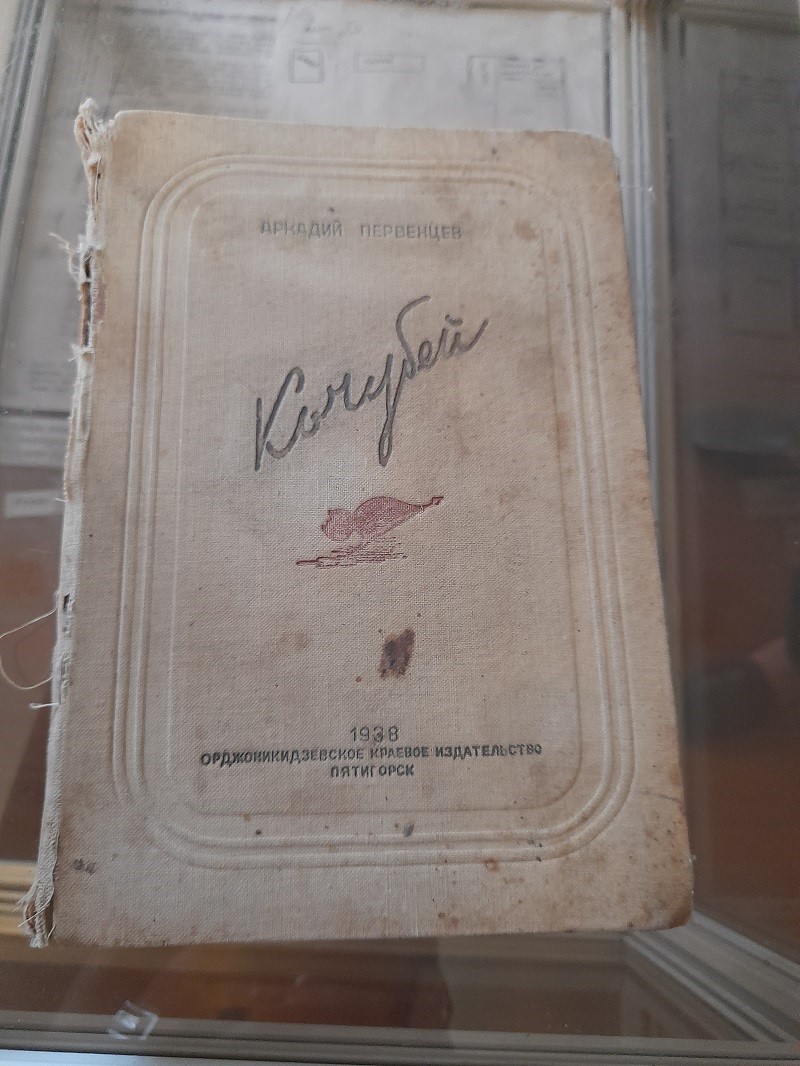 АРКАДИЙ ПЕРВЕНЦЕВ
Кочубей
1938
ОРДЖОНИКИДЗЕВСКОЕ КРАЕВОЕ ИЗДАТЕЛЬСТВО
ПЯТИГОРСК